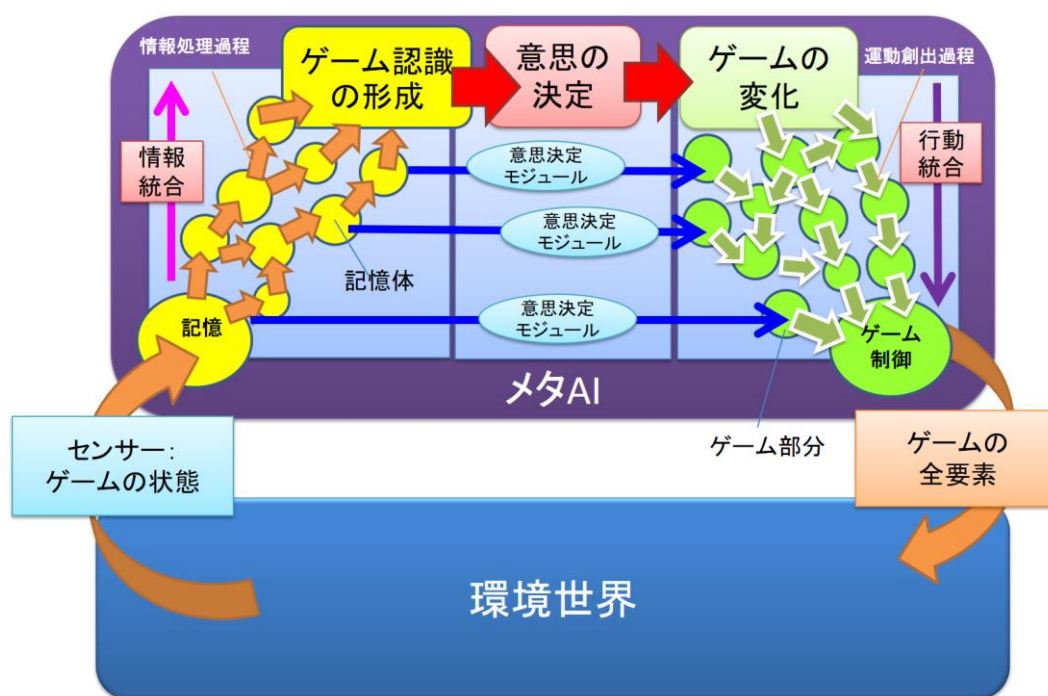 情報処理過程
ゲーム認識
の形成
意思の
決定
ゲームの
変化
運動創出過程
情報
統合
行動
統合
意思決定
モジュール
意思決定
モジュール
記憶体
意思決定
モジュール
記憶
ゲーム
制御
メタAI
ゲーム部分
センサー:
ゲームの状態
ゲームの
全要素
環境世界